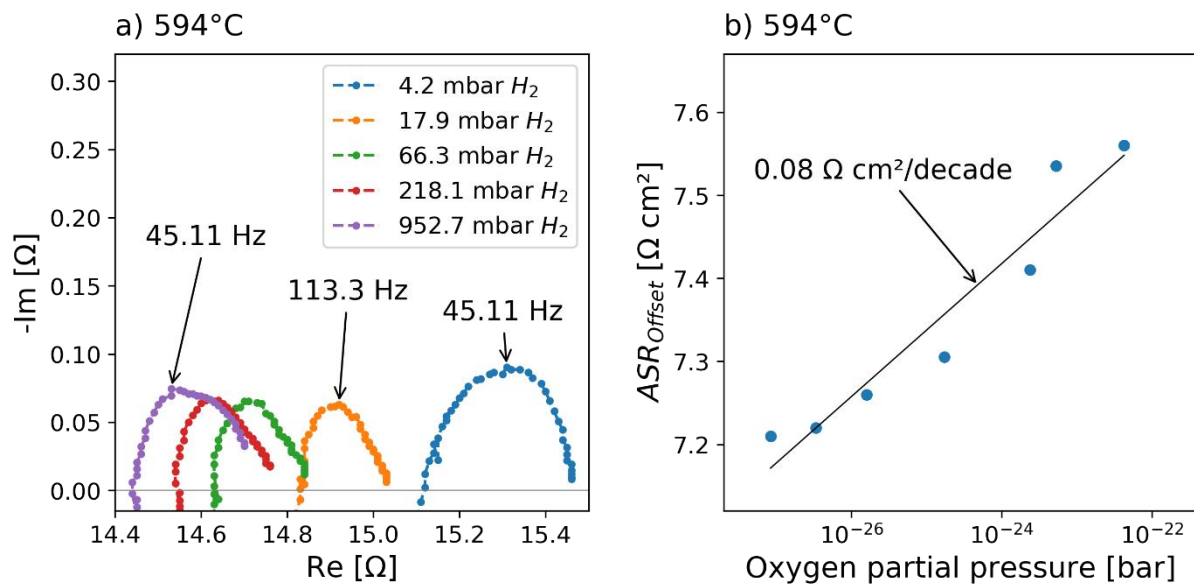 a) 594°C
0.30
0.25
0.20
0.15
0.10
0.05
0.00
-Im [Ω]
4.2 mbar H₂
17.9 mbar H₂
66.3 mbar H₂
218.1 mbar H₂
952.7 mbar H₂
45.11 Hz
113.3 Hz
45.11 Hz
14.4 14.6 14.8 15.0 15.2 15.4
Re [Ω]
b) 594°C
7.6
7.5
7.4
7.3
7.2
ASR_Offset [Ω cm²]
0.08 Ω cm²/decade
10⁻²⁶ 10⁻²⁴ 10⁻²²
Oxygen partial pressure [bar]